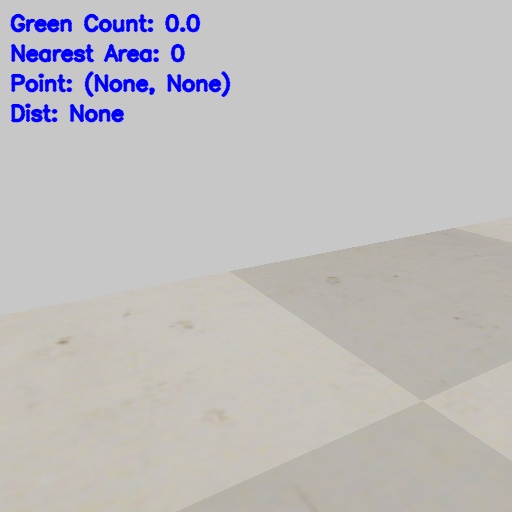 Green Count: 0.0
Nearest Area: 0
Point: (None, None)
Dist: None